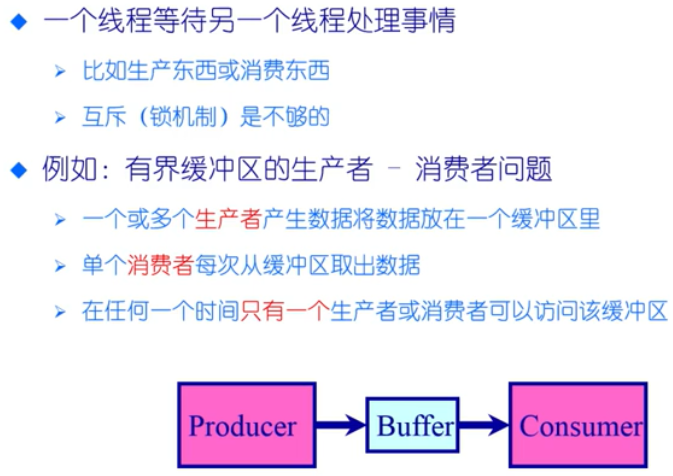 一个线程等待另一个线程处理事情
比如生产东西或消费东西
互斥（锁机制）是不够的
例如：有界缓冲区的生产者 - 消费者问题
一个或多个生产者产生数据将数据放在一个缓冲区里
单个消费者每次从缓冲区取出数据
在任何一个时间只有一个生产者或消费者可以访问该缓冲区
Producer
Buffer
Consumer